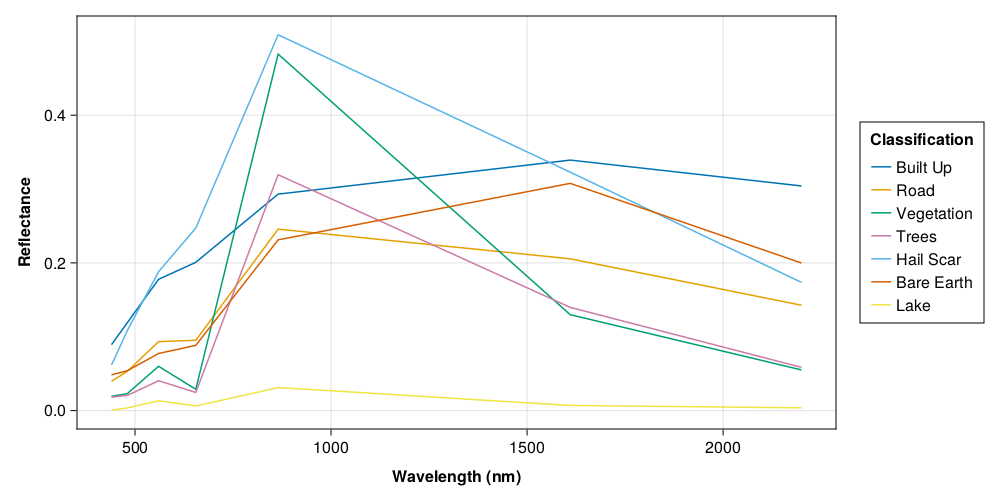 0.4
0.2
0.0
Reflectance
500
1000
1500
2000
Wavelength (nm)
Classification
Built Up
Road
Vegetation
Trees
Hail Scar
Bare Earth
Lake